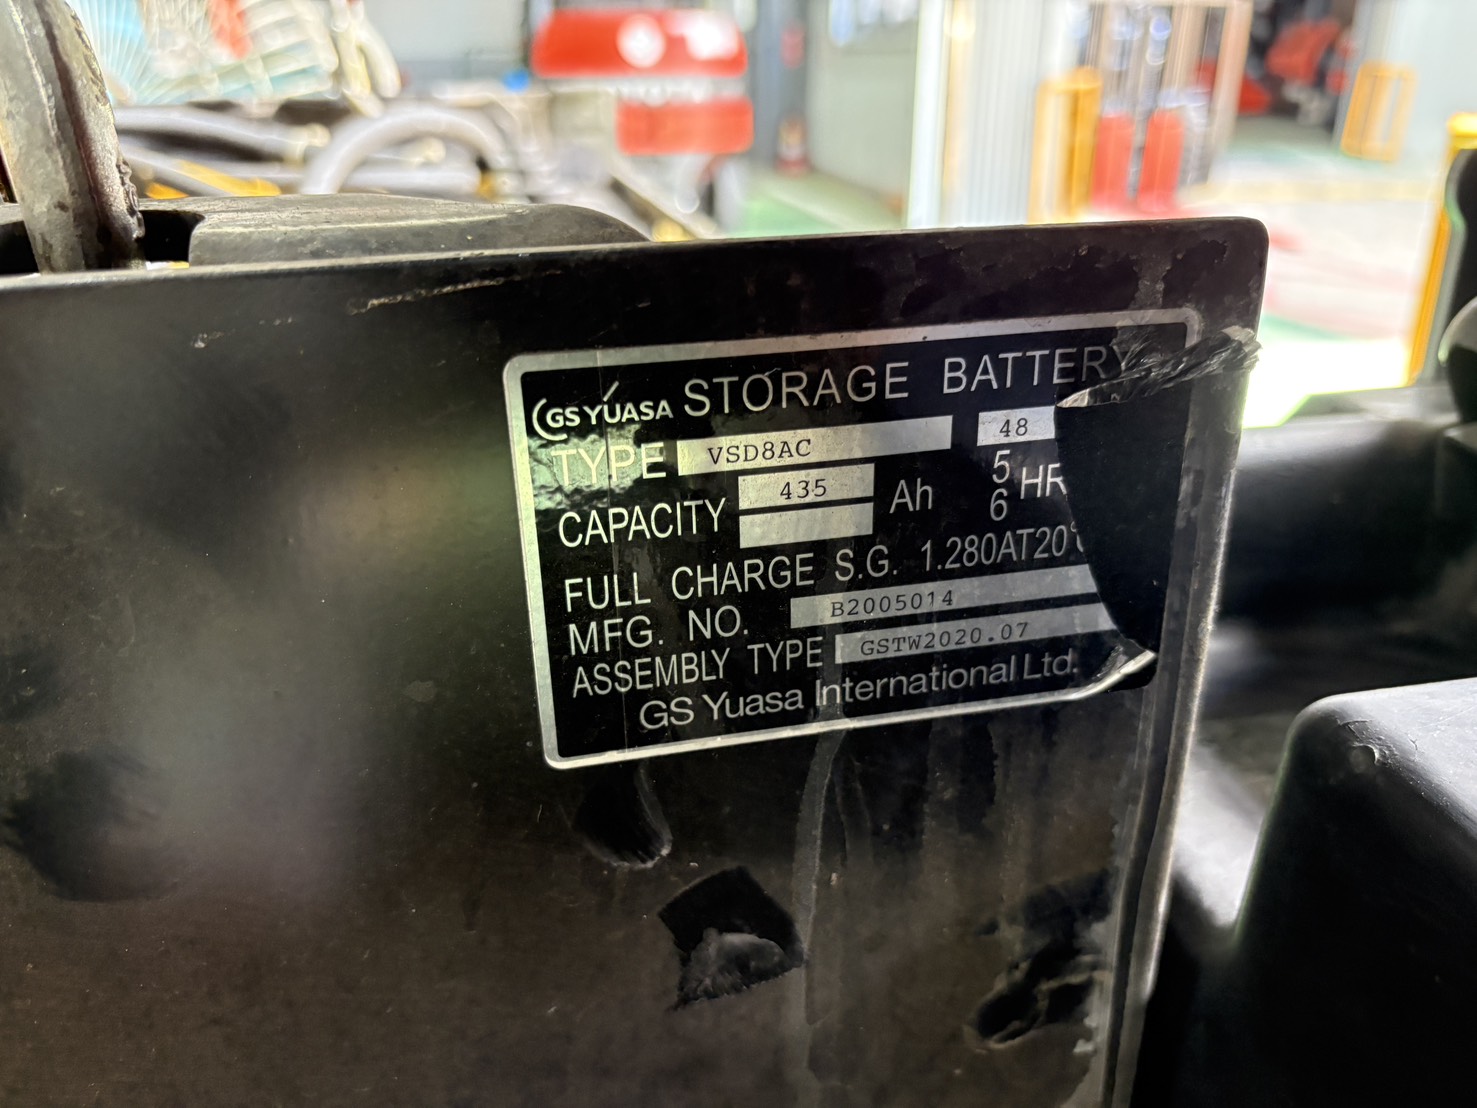 GS YUASA STORAGE BATTERY
TYPE VSD8AC 48
CAPACITY 435 Ah 5 HR
6
FULL CHARGE S.G. 1.280AT20°
MFG. NO. B2005014
ASSEMBLY TYPE GSTW2020.07
GS Yuasa International Ltd.